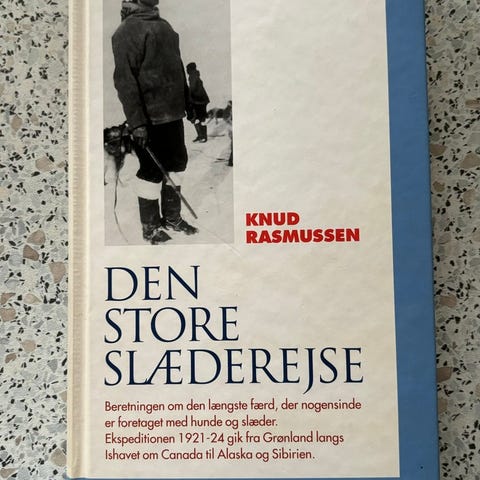 KNUD
RASMUSSEN
DEN
STORE
SLÆDEREJSE
Beretningen om den længste færd, der nogensinde
er foretaget med hunde og slæder.
Ekspeditionen 1921-24 gik fra Grønland langs
Ishavet om Canada til Alaska og Sibirien.